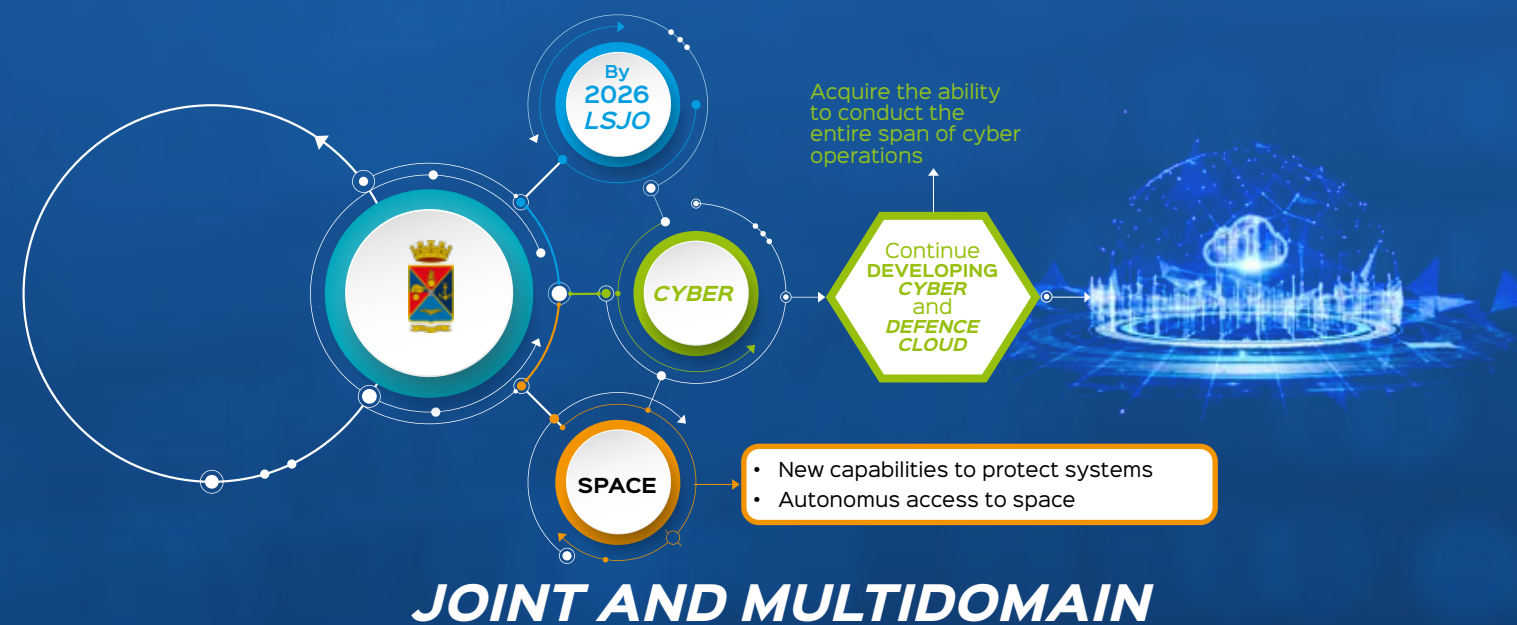 By
2026
LSJO
Acquire the ability
to conduct the
entire span of cyber
operations
CYBER
Continue
DEVELOPING
CYBER
and
DEFENCE
CLOUD
SPACE
• New capabilities to protect systems
• Autonomus access to space
JOINT AND MULTIDOMAIN